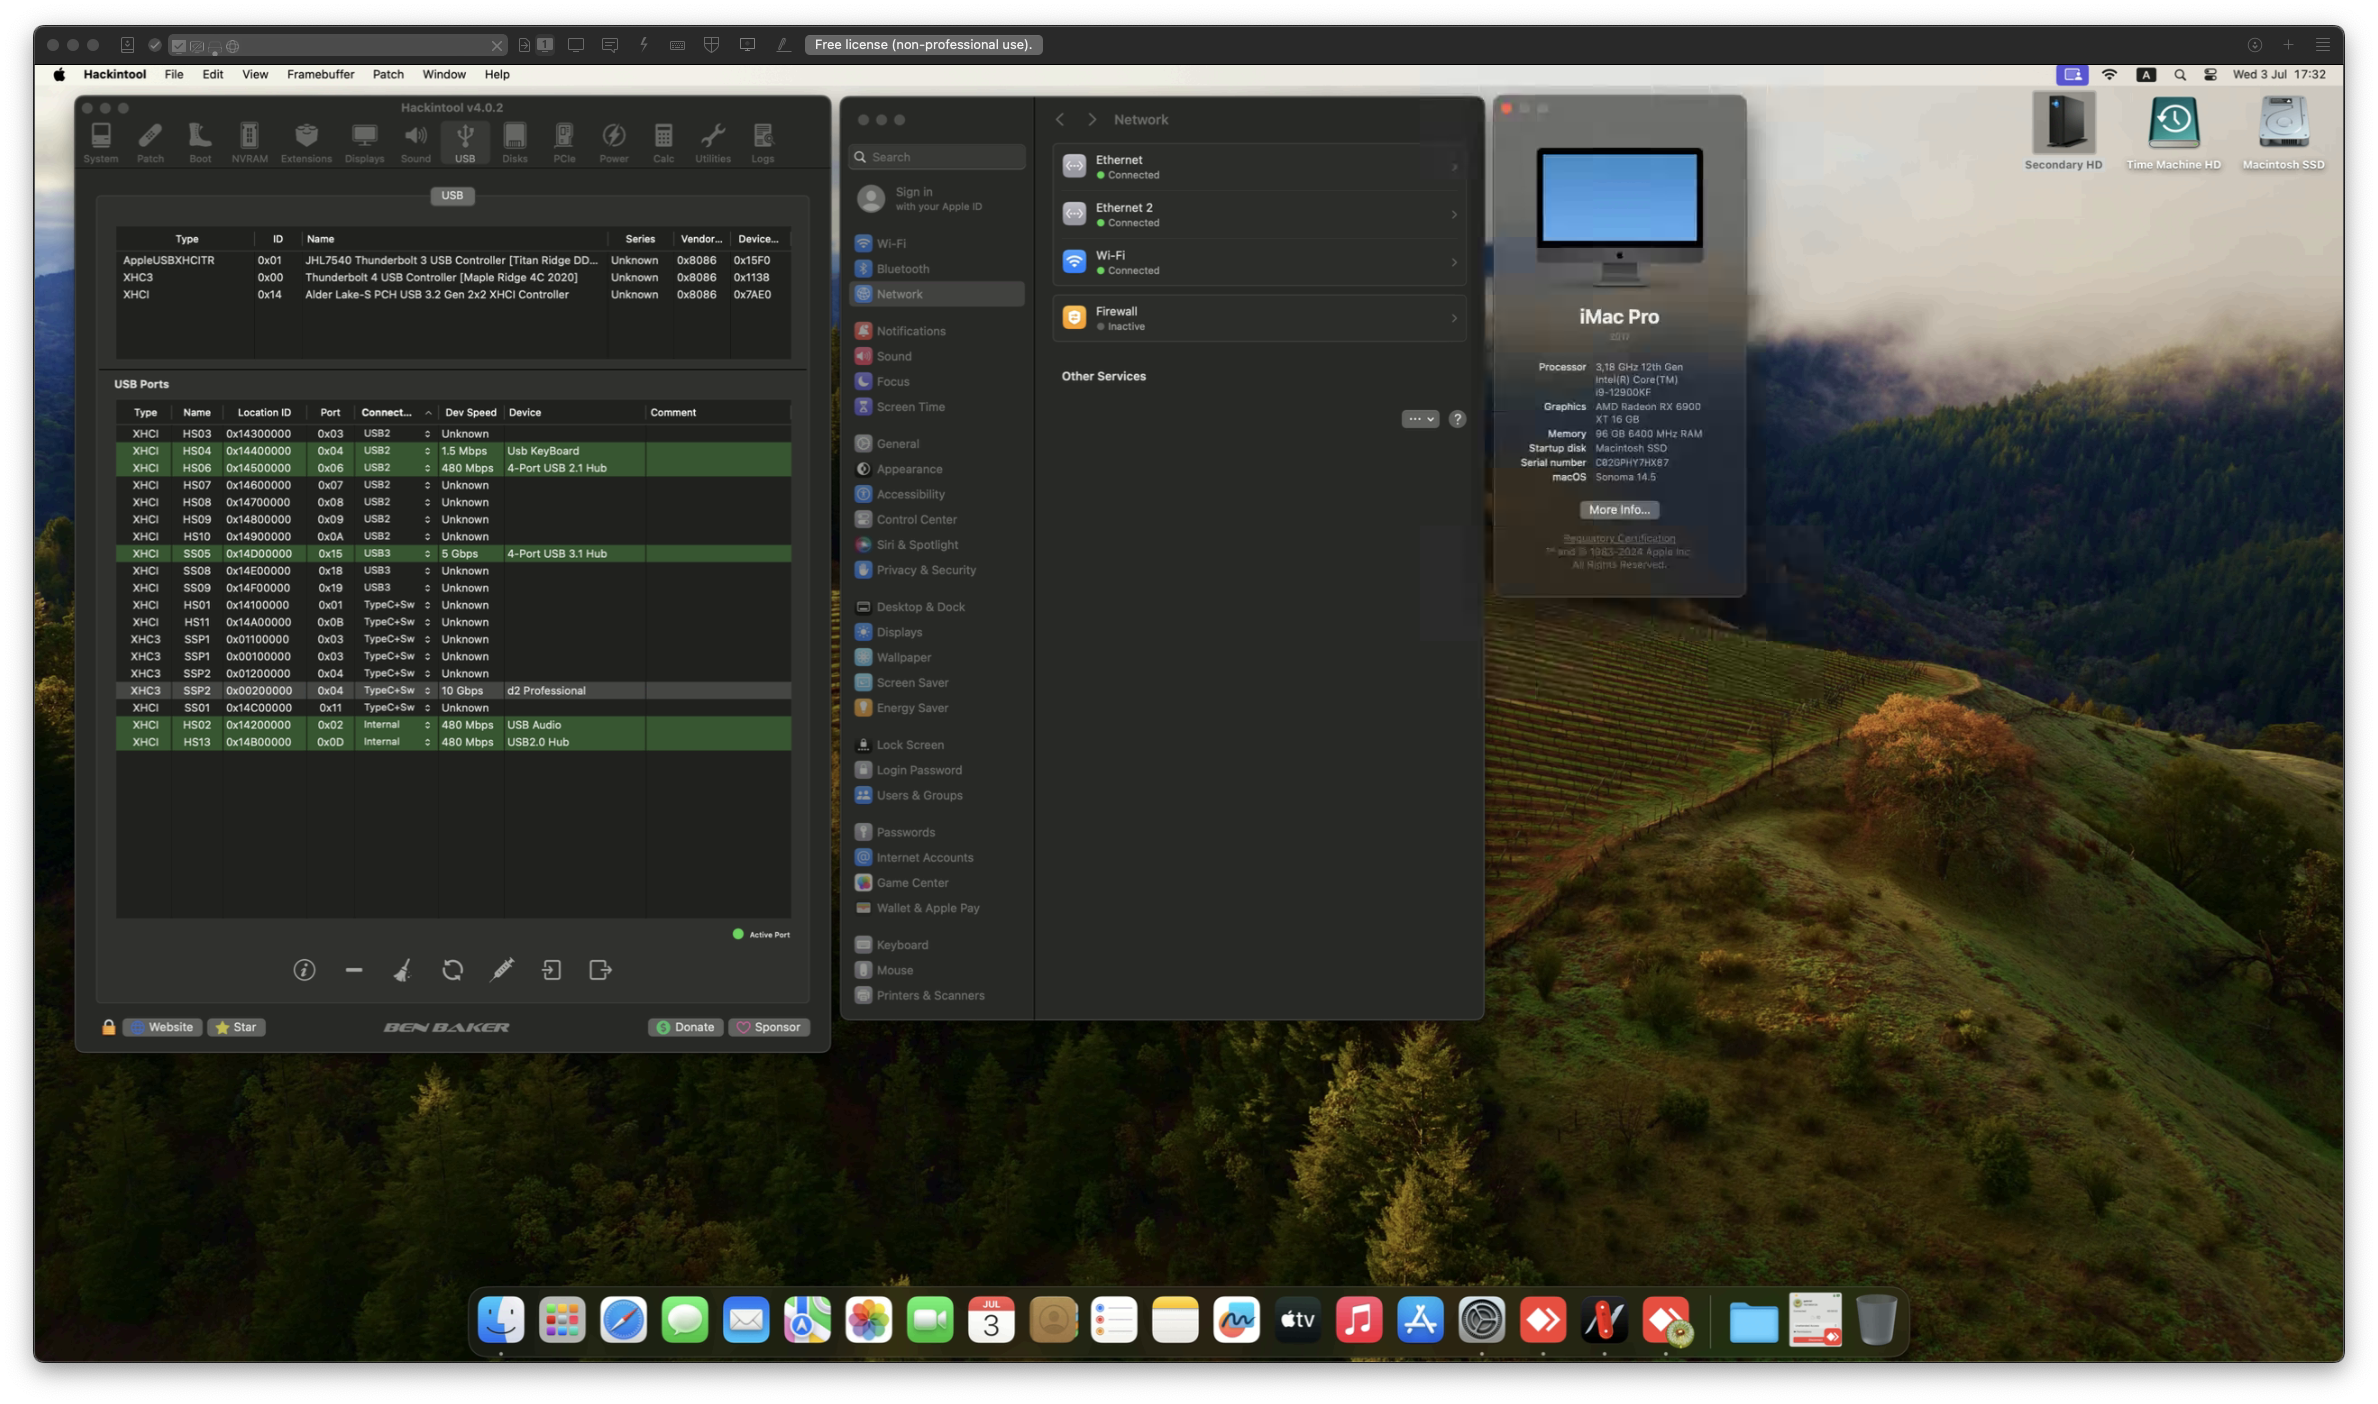 Free license (non-professional use).
Hackintool File Edit View Framebuffer Patch Window Help
A Wed 3 Jul 17:32
Hackintool v4.0.2
System Patch Boot NVRAM Extensions Displays Sound USB Disks PCIe Power Calc Utilities Logs
USB
Type ID Name Series Vendor... Device...
AppleUSBXHCITR 0x01 JHL7540 Thunderbolt 3 USB Controller [Titan Ridge DD... Unknown 0x8086 0x15F0
XHC3 0x00 Thunderbolt 4 USB Controller [Maple Ridge 4C 2020] Unknown 0x8086 0x1138
XHCI 0x14 Alder Lake-S PCH USB 3.2 Gen 2x2 XHCI Controller Unknown 0x8086 0x7AE0
USB Ports
Type Name Location ID Port Connect... Dev Speed Device Comment
XHCI HS03 0x14300000 0x03 USB2 Unknown
XHCI HS04 0x14400000 0x04 USB2 1.5 Mbps Usb KeyBoard
XHCI HS06 0x14500000 0x06 USB2 480 Mbps 4-Port USB 2.1 Hub
XHCI HS07 0x14600000 0x07 USB2 Unknown
XHCI HS08 0x14700000 0x08 USB2 Unknown
XHCI HS09 0x14800000 0x09 USB2 Unknown
XHCI HS10 0x14900000 0x0A USB2 Unknown
XHCI SS05 0x14D00000 0x15 USB3 5 Gbps 4-Port USB 3.1 Hub
XHCI SS08 0x14E00000 0x18 USB3 Unknown
XHCI SS09 0x14F00000 0x19 USB3 Unknown
XHCI HS01 0x14100000 0x01 TypeC+Sw Unknown
XHCI HS11 0x14A00000 0x0B TypeC+Sw Unknown
XHC3 SSP1 0x01100000 0x03 TypeC+Sw Unknown
XHC3 SSP1 0x00100000 0x03 TypeC+Sw Unknown
XHC3 SSP2 0x01200000 0x04 TypeC+Sw Unknown
XHC3 SSP2 0x00200000 0x04 TypeC+Sw 10 Gbps d2 Professional
XHCI SS01 0x14C00000 0x11 TypeC+Sw Unknown
XHCI HS02 0x14200000 0x02 Internal 480 Mbps USB Audio
XHCI HS13 0x14B00000 0x0D Internal 480 Mbps USB2.0 Hub
Active Port
Website Star BEN BAKER Donate Sponsor
Search
Sign in
with your Apple ID
Wi-Fi
Bluetooth
Network
Notifications
Sound
Focus
Screen Time
General
Appearance
Accessibility
Control Center
Siri & Spotlight
Privacy & Security
Desktop & Dock
Displays
Wallpaper
Screen Saver
Energy Saver
Lock Screen
Login Password
Users & Groups
Passwords
Internet Accounts
Game Center
Wallet & Apple Pay
Keyboard
Mouse
Printers & Scanners
Network
Ethernet
Connected
Ethernet 2
Connected
Wi-Fi
Connected
Firewall
Inactive
Other Services
?
iMac Pro
2017
Processor 3,18 GHz 12th Gen
Intel(R) Core(TM)
i9-12900KF
Graphics AMD Radeon RX 6900
XT 16 GB
Memory 96 GB 6400 MHz RAM
Startup disk Macintosh SSD
Serial number C02GPHY7HX87
macOS Sonoma 14.5
More Info...
Regulatory Certification
™ and © 1983-2024 Apple Inc.
All Rights Reserved.
Secondary HD
Time Machine HD
Macintosh SSD
JUL
3
tv